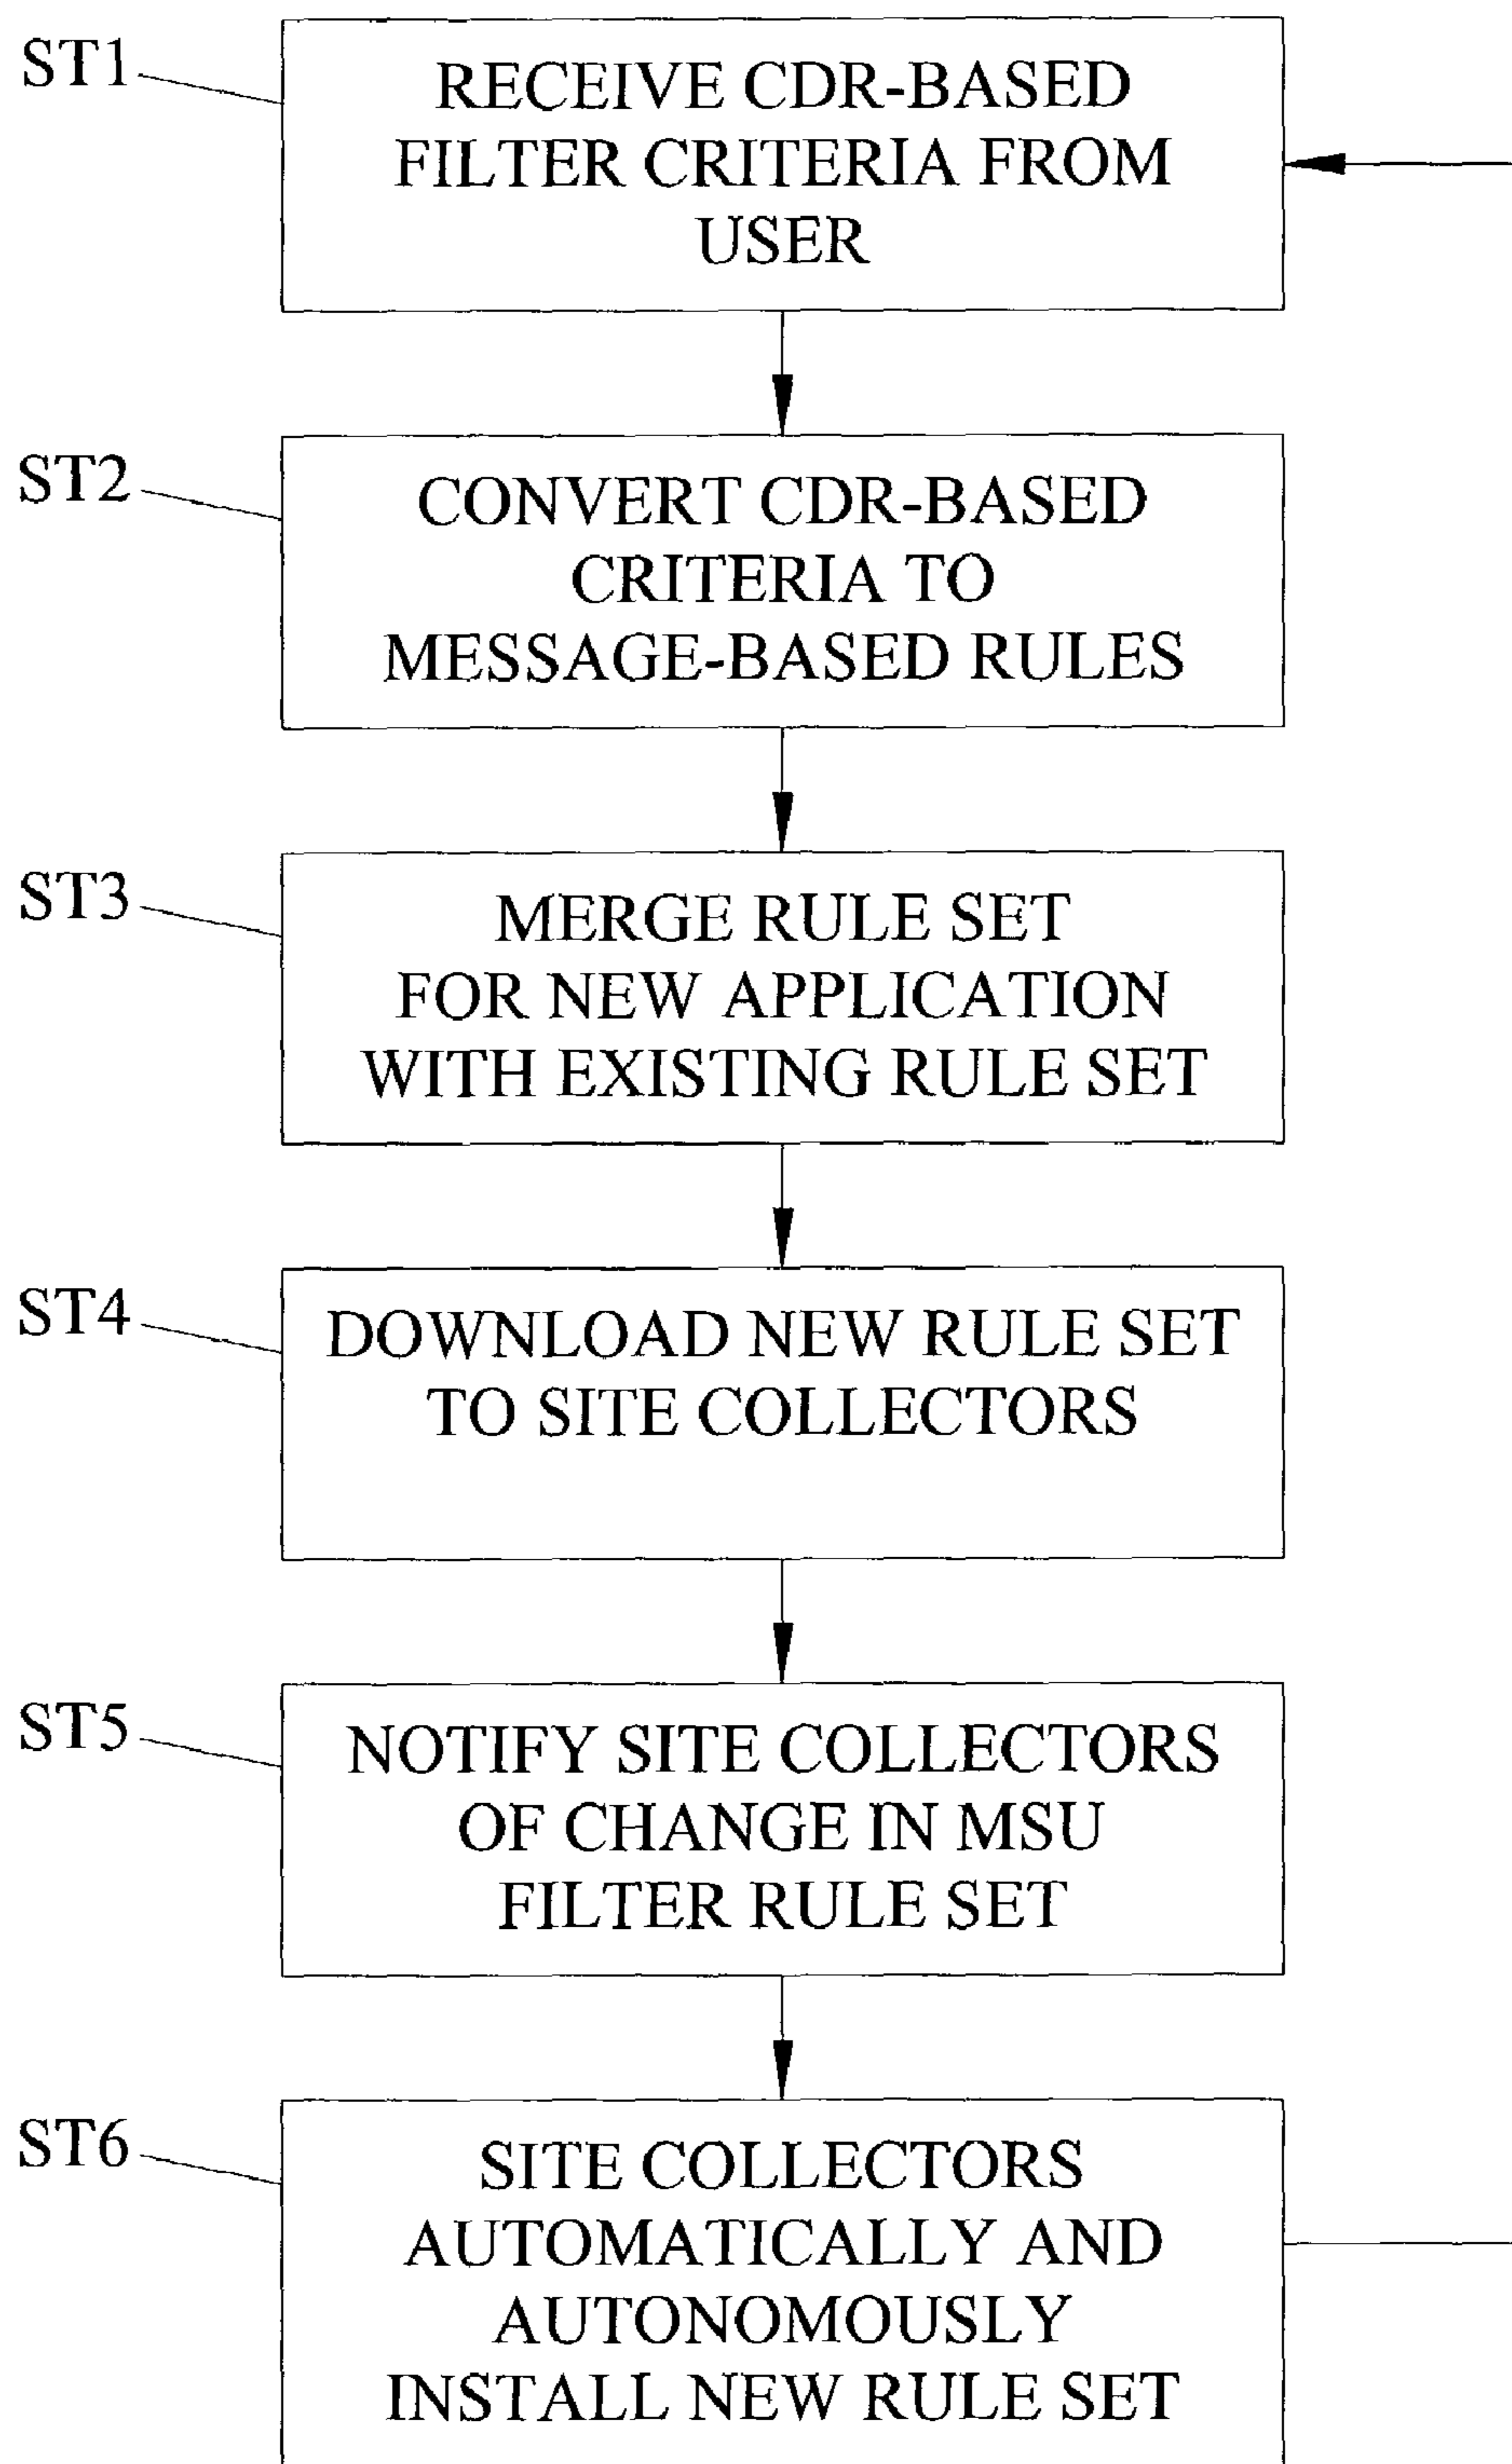 ST1
RECEIVE CDR-BASED
FILTER CRITERIA FROM
USER
ST2
CONVERT CDR-BASED
CRITERIA TO
MESSAGE-BASED RULES
ST3
MERGE RULE SET
FOR NEW APPLICATION
WITH EXISTING RULE SET
ST4
DOWNLOAD NEW RULE SET
TO SITE COLLECTORS
ST5
NOTIFY SITE COLLECTORS
OF CHANGE IN MSU
FILTER RULE SET
ST6
SITE COLLECTORS
AUTOMATICALLY AND
AUTONOMOUSLY
INSTALL NEW RULE SET